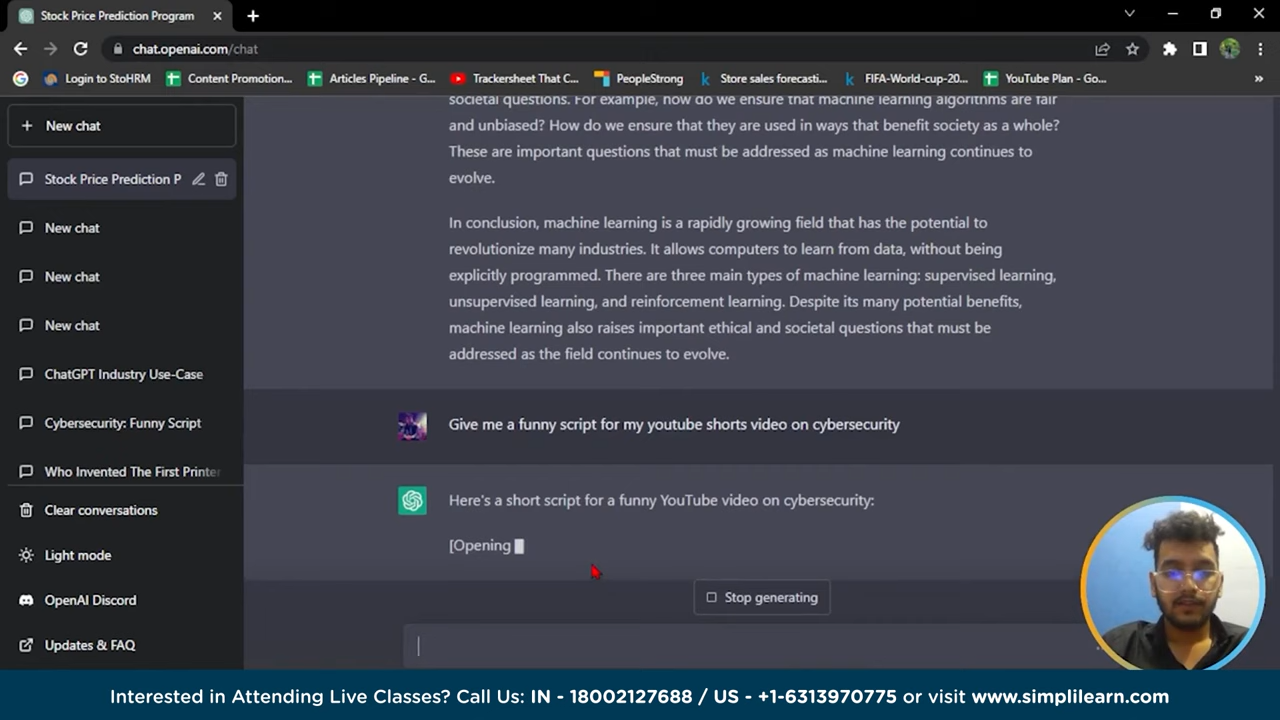 Stock Price Prediction Program
chat.openai.com/chat
Login to StoHRM
Content Promotion...
Articles Pipeline - G...
Trackersheet That C...
PeopleStrong
Store sales forecasti...
FIFA-World-cup-20...
YouTube Plan - Go...
»
+ New chat
Stock Price Prediction P
New chat
New chat
New chat
ChatGPT Industry Use-Case
Cybersecurity: Funny Script
Who Invented The First Printe
Clear conversations
Light mode
OpenAI Discord
Updates & FAQ
societal questions. For example, how do we ensure that machine learning algorithms are fair
and unbiased? How do we ensure that they are used in ways that benefit society as a whole?
These are important questions that must be addressed as machine learning continues to
evolve.
In conclusion, machine learning is a rapidly growing field that has the potential to
revolutionize many industries. It allows computers to learn from data, without being
explicitly programmed. There are three main types of machine learning: supervised learning,
unsupervised learning, and reinforcement learning. Despite its many potential benefits,
machine learning also raises important ethical and societal questions that must be
addressed as the field continues to evolve.
Give me a funny script for my youtube shorts video on cybersecurity
Here's a short script for a funny YouTube video on cybersecurity:
[Opening
Stop generating
Interested in Attending Live Classes? Call Us: IN - 18002127688 / US - +1-6313970775 or visit www.simplilearn.com